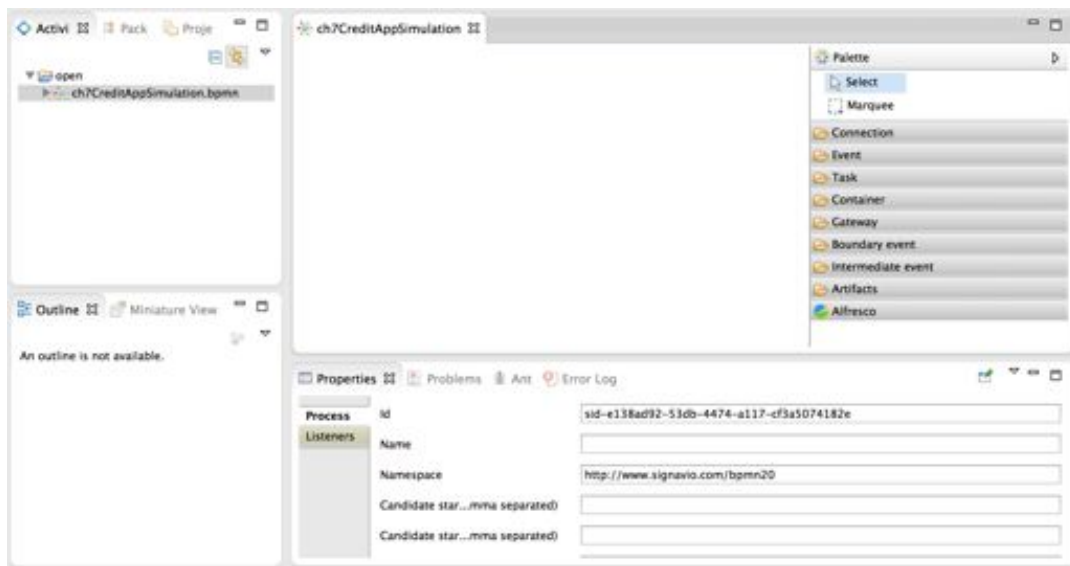 Activi Pack Proje
open
ch7CreditAppSimulation.bpmn
Outline Miniature View
An outline is not available.
ch7CreditAppSimulation
Palette
Select
Marquee
Connection
Event
Task
Container
Gateway
Boundary event
Intermediate event
Artifacts
Alfresco
Properties Problems Ant Error Log
Process
Listeners
Id sid-e138ad92-53db-4474-a117-cf3a5074182e
Name
Namespace http://www.signavio.com/bpmn20
Candidate star...mma separated)
Candidate star...mma separated)